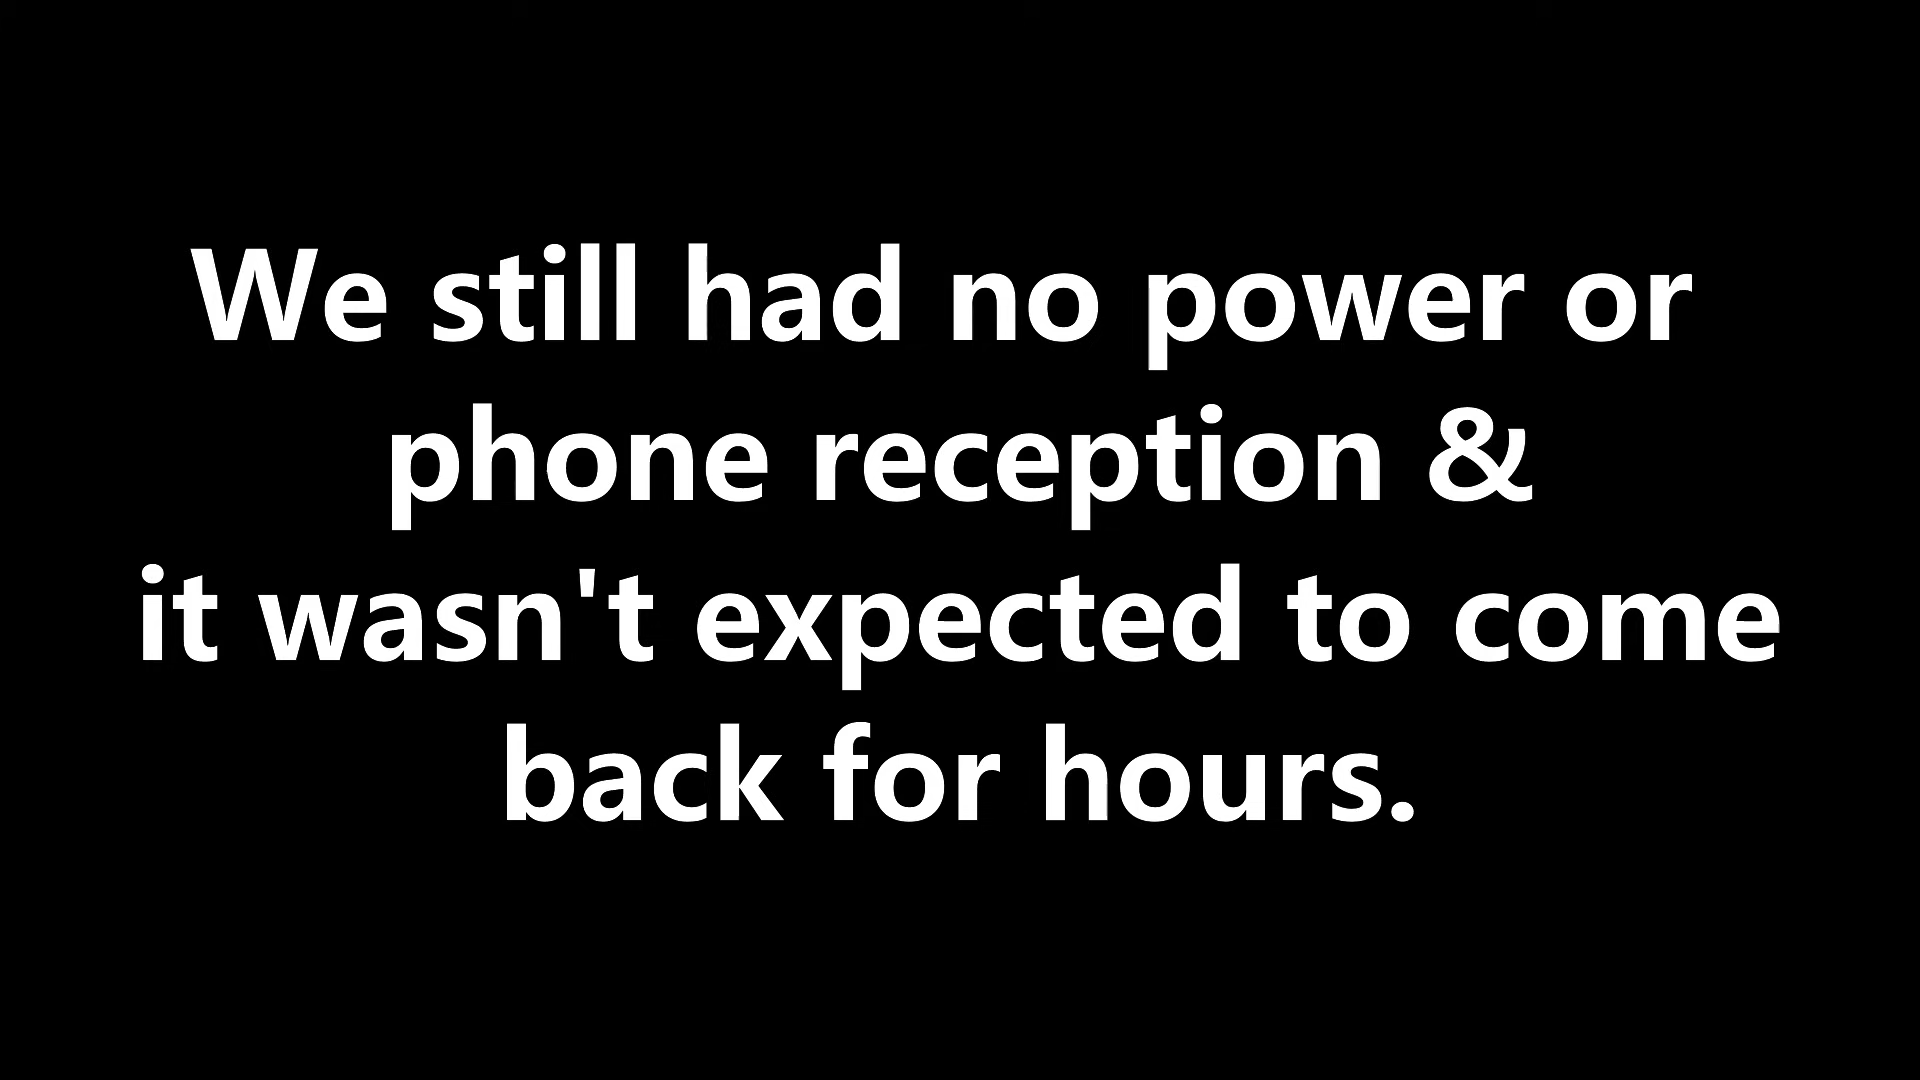 We still had no power or
phone reception &
it wasn't expected to come
back for hours.